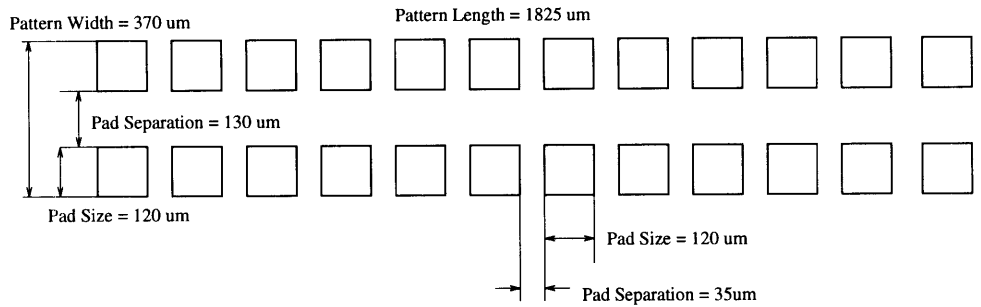 Pattern Width = 370 um
Pattern Length = 1825 um
Pad Separation = 130 um
Pad Size = 120 um
Pad Size = 120 um
Pad Separation = 35um